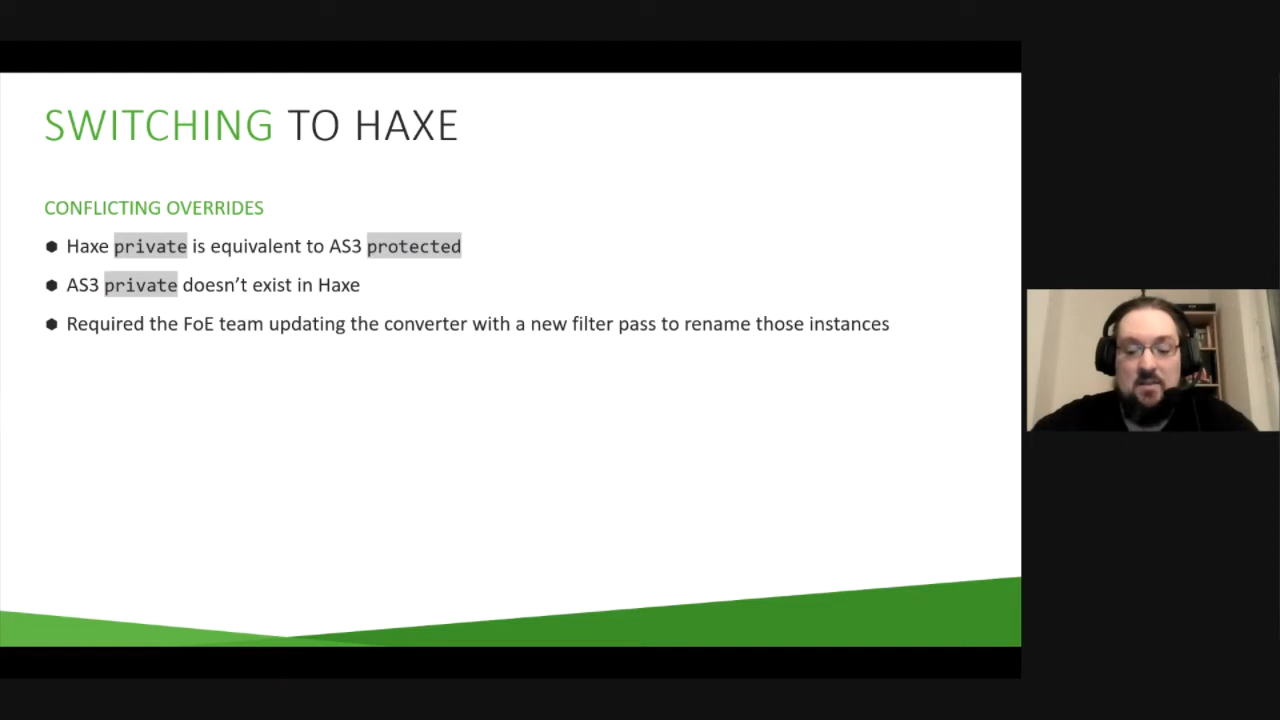 SWITCHING TO HAXE
CONFLICTING OVERRIDES
Haxe private is equivalent to AS3 protected
AS3 private doesn’t exist in Haxe
Required the FoE team updating the converter with a new filter pass to rename those instances